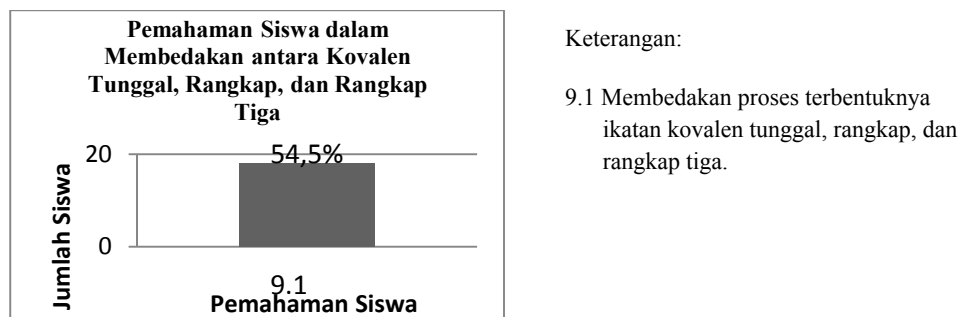 Pemahaman Siswa dalam
Membedakan antara Kovalen
Tunggal, Rangkap, dan Rangkap
Tiga
54,5%
20
0
Jumlah Siswa
9.1
Pemahaman Siswa
Keterangan:
9.1 Membedakan proses terbentuknya
ikatan kovalen tunggal, rangkap, dan
rangkap tiga.